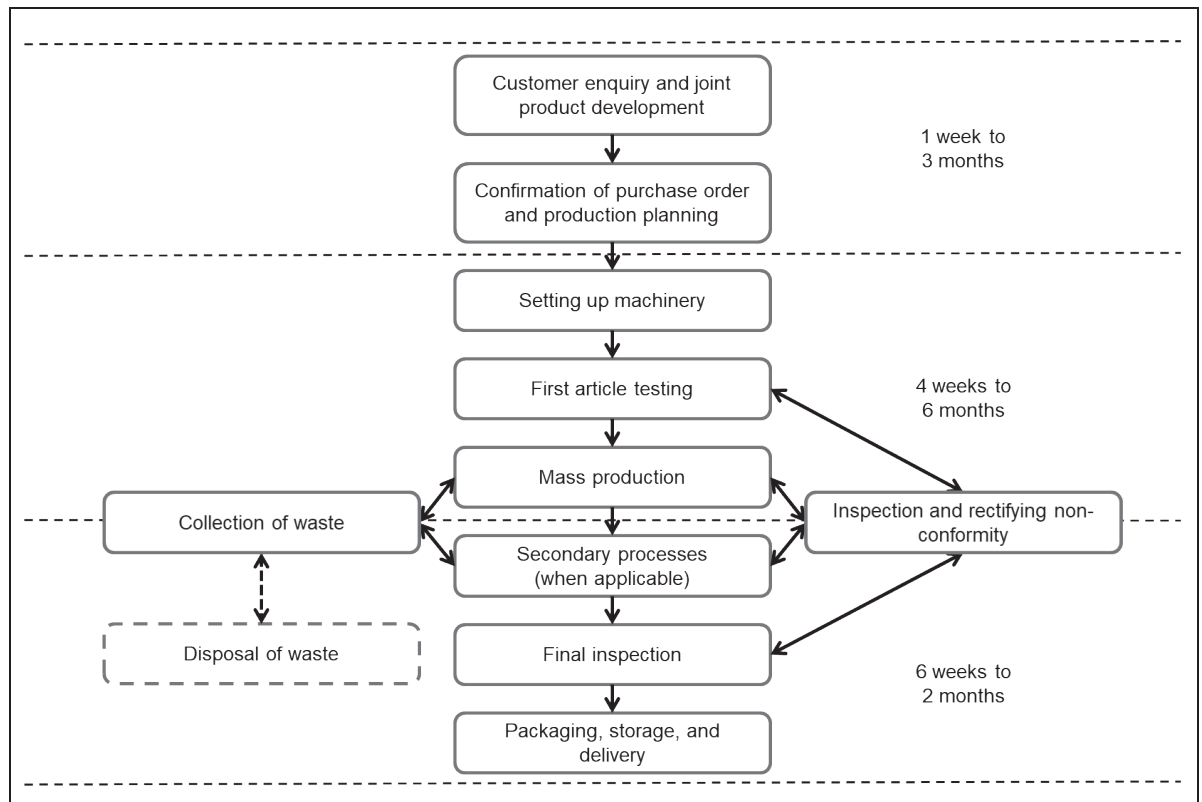 Customer enquiry and joint
product development
1 week to
3 months
Confirmation of purchase order
and production planning
Setting up machinery
First article testing
4 weeks to
6 months
Mass production
Collection of waste
Inspection and rectifying non-
conformity
Secondary processes
(when applicable)
Disposal of waste
Final inspection
6 weeks to
2 months
Packaging, storage, and
delivery